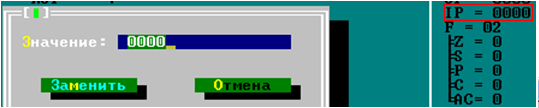 [▪]
IP = 0000
F = 02
Значение: 0000
Z = 0
S = 0
P = 0
Заменить Отмена
C = 0
AC= 0